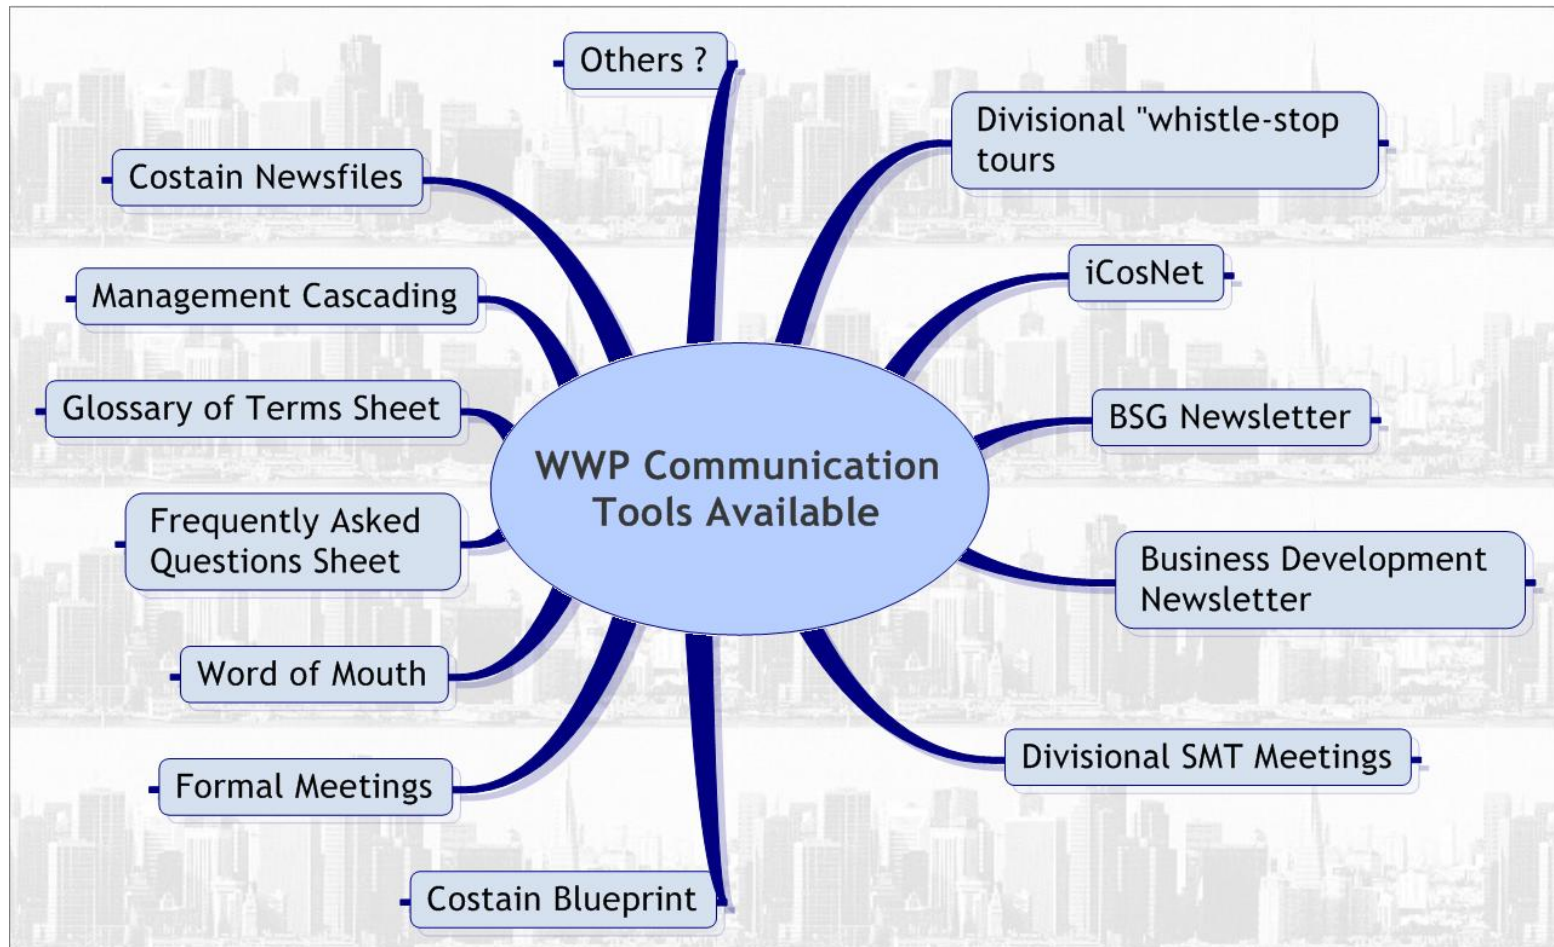 WWP Communication
Tools Available
Divisional "whistle-stop
tours
iCosNet
BSG Newsletter
Business Development
Newsletter
Divisional SMT Meetings
Costain Blueprint
Formal Meetings
Word of Mouth
Frequently Asked
Questions Sheet
Glossary of Terms Sheet
Management Cascading
Costain Newsfiles
Others ?